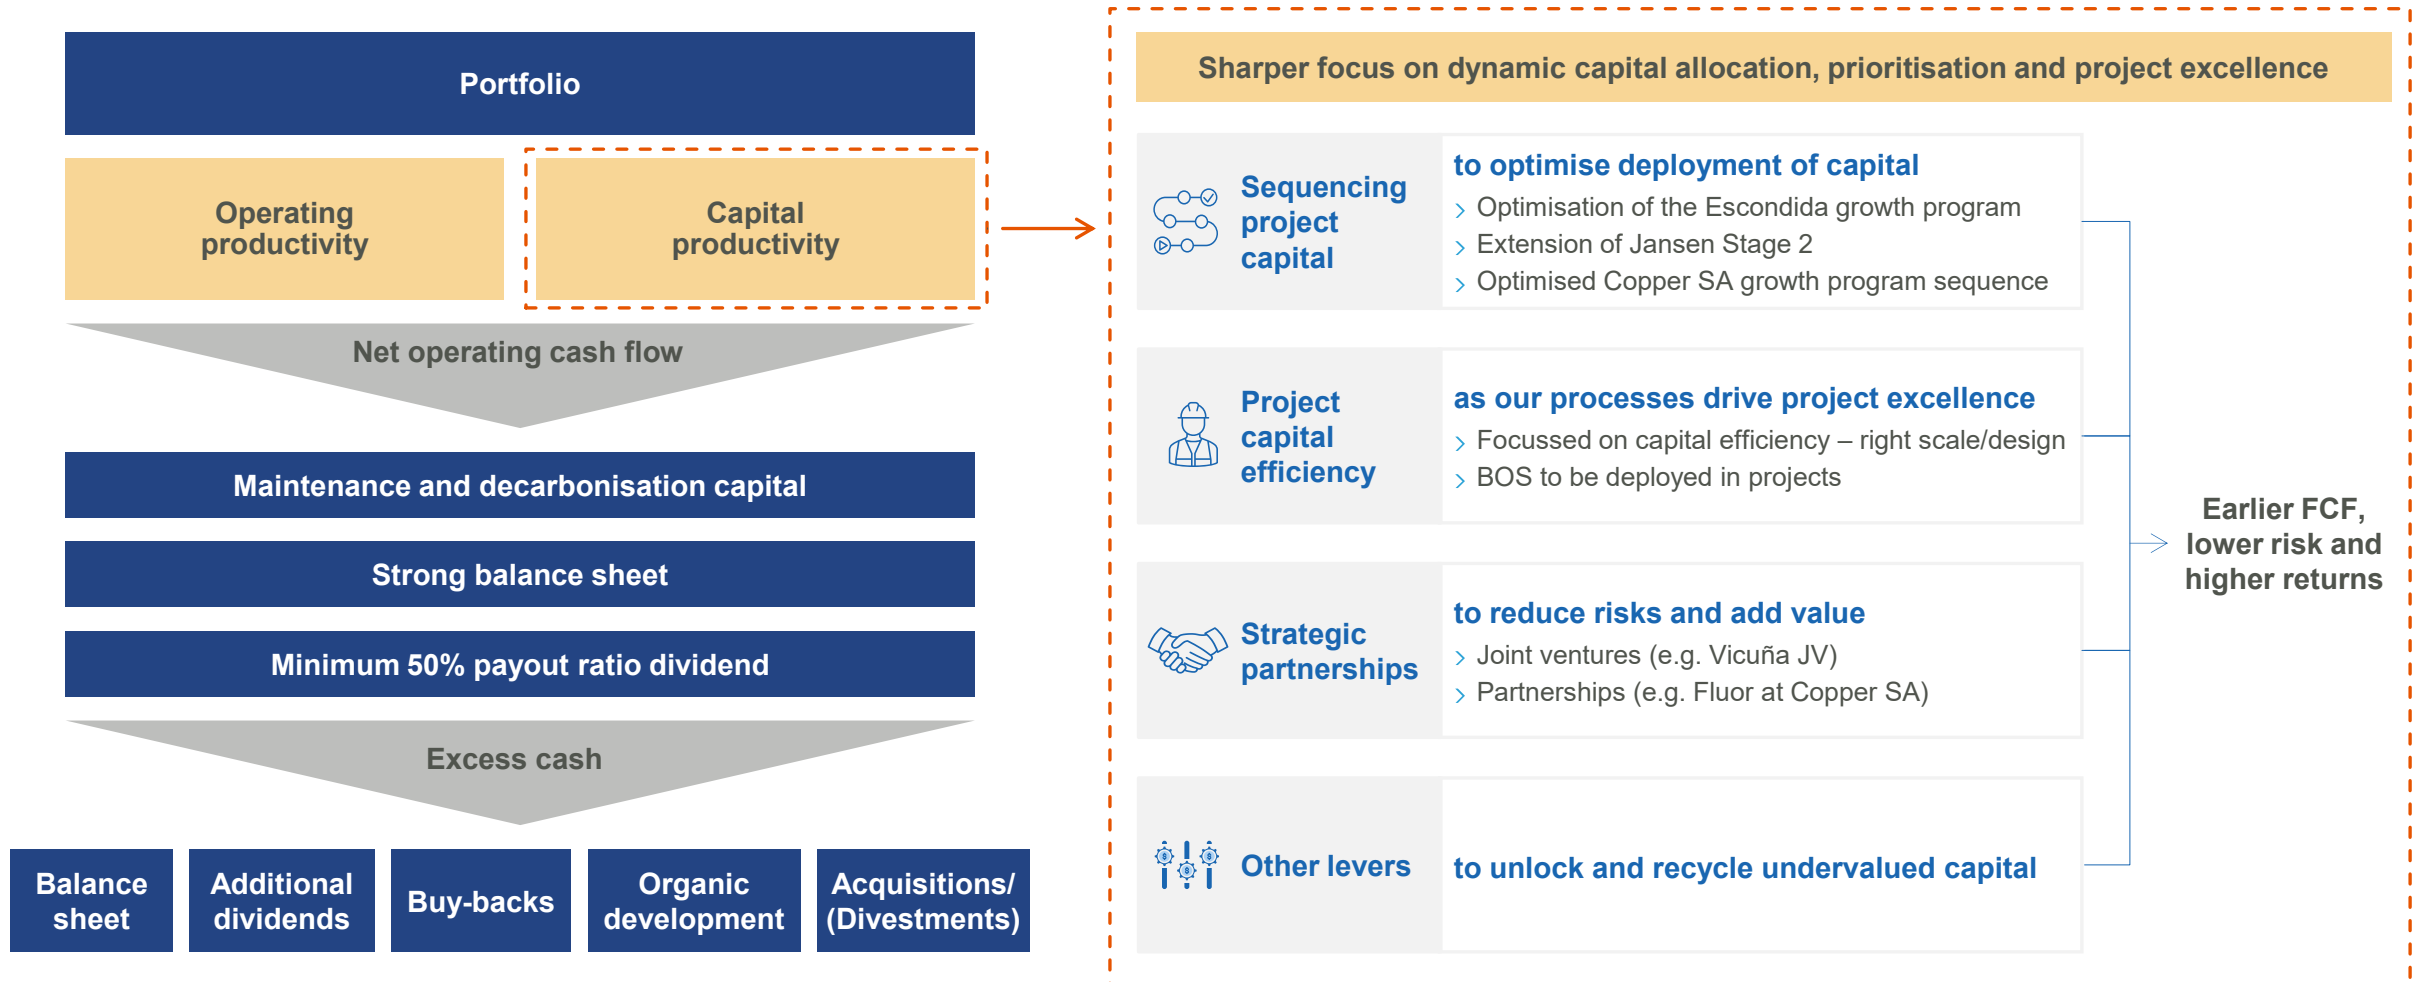 Portfolio
Operating
productivity
Capital
productivity
Net operating cash flow
Maintenance and decarbonisation capital
Strong balance sheet
Minimum 50% payout ratio dividend
Excess cash
Balance
sheet
Additional
dividends
Buy-backs
Organic
development
Acquisitions/
(Divestments)
Sharper focus on dynamic capital allocation, prioritisation and project excellence
Sequencing
project
capital
to optimise deployment of capital
Optimisation of the Escondida growth program
Extension of Jansen Stage 2
Optimised Copper SA growth program sequence
Project
capital
efficiency
as our processes drive project excellence
Focussed on capital efficiency – right scale/design
BOS to be deployed in projects
Strategic
partnerships
to reduce risks and add value
Joint ventures (e.g. Vicuña JV)
Partnerships (e.g. Fluor at Copper SA)
Other levers
to unlock and recycle undervalued capital
Earlier FCF,
lower risk and
higher returns